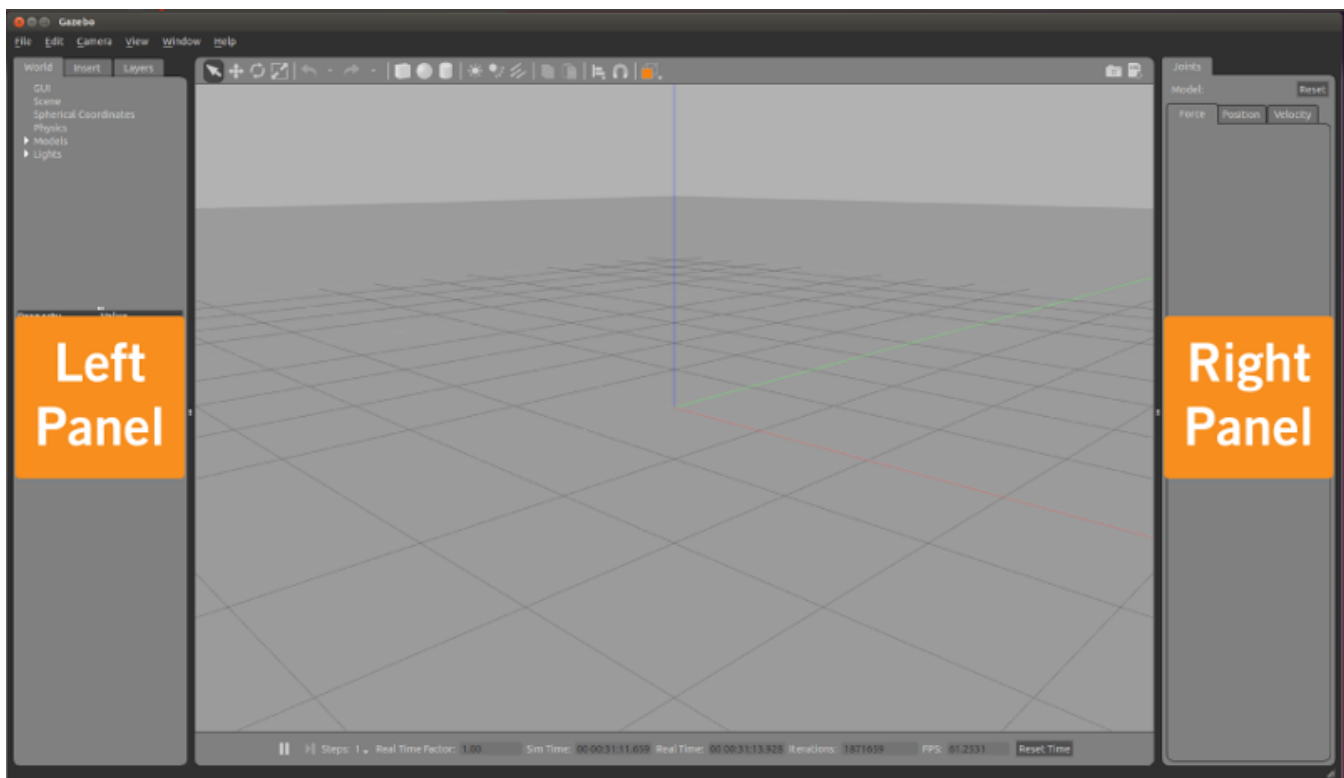 Gazebo
File Edit Camera View Window Help
World Insert Layers
GUI
Scene
Spherical Coordinates
Physics
Models
Lights
Property Value
Left
Panel
Joints
Model: Reset
Force Position Velocity
Right
Panel
Steps: 1 Real Time Factor: 1.00 Sim Time: 00 00:31:11.659 Real Time: 00 00:31:13.928 Iterations: 1871659 FPS: 61.2531 Reset Time